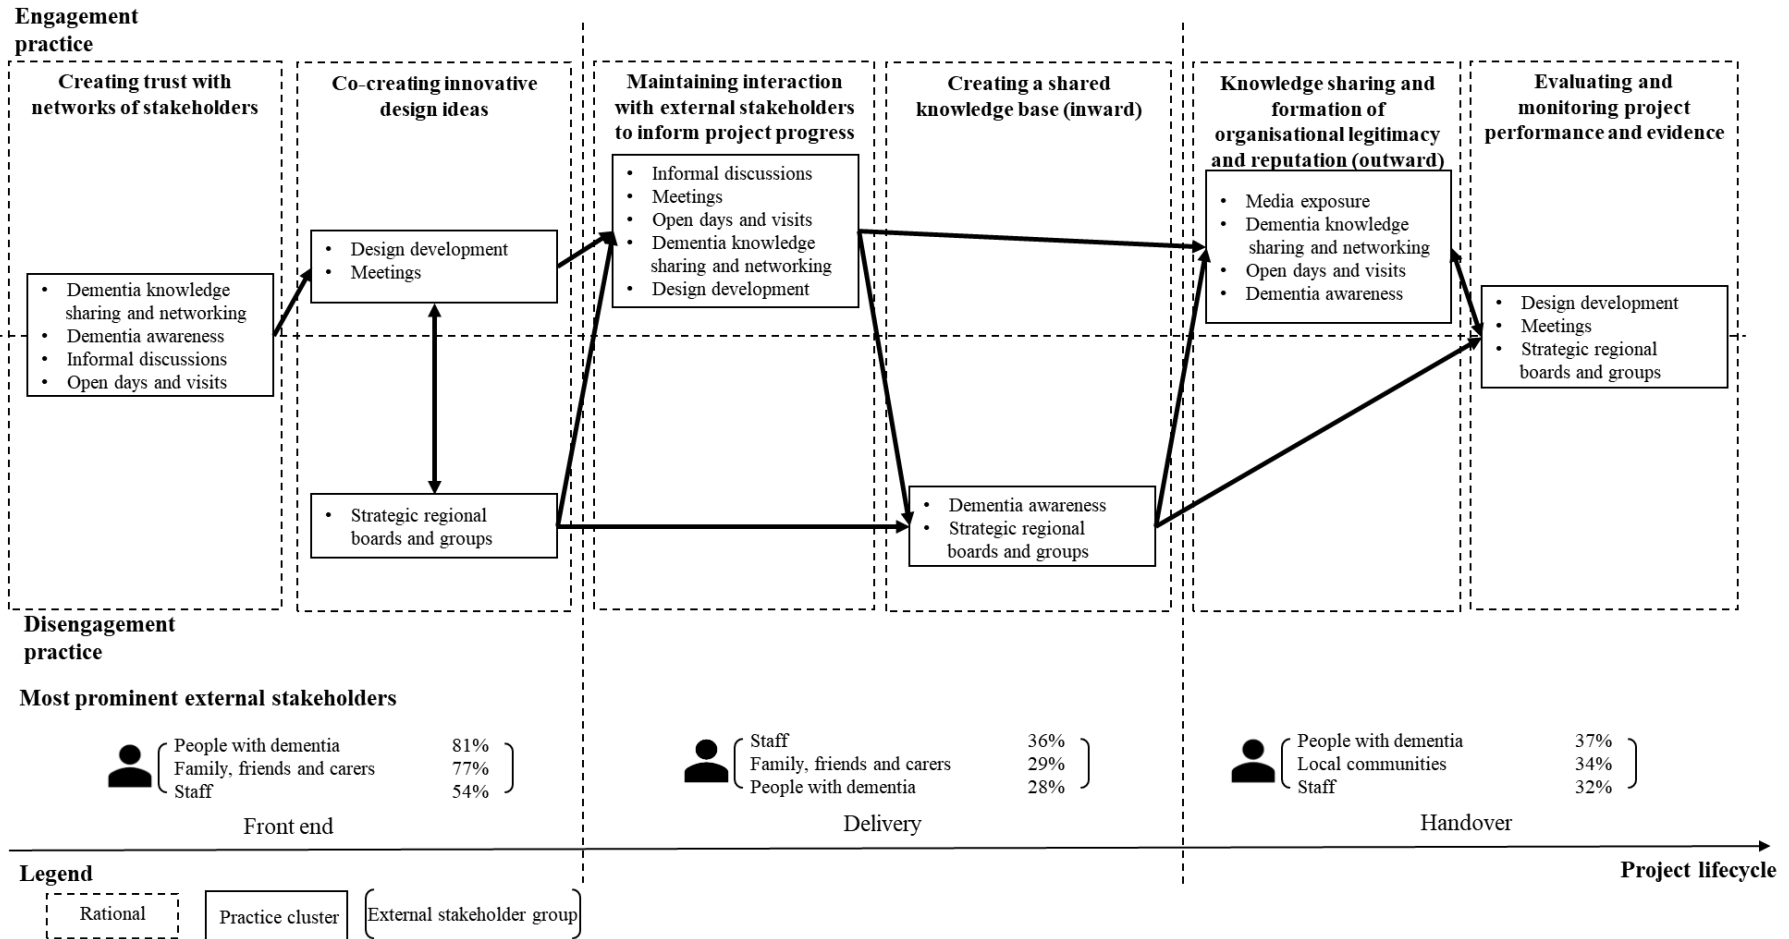 Engagement
practice
Creating trust with
networks of stakeholders
Co-creating innovative
design ideas
Maintaining interaction
with external stakeholders
to inform project progress
Creating a shared
knowledge base (inward)
Knowledge sharing and
formation of
organisational legitimacy
and reputation (outward)
Evaluating and
monitoring project
performance and evidence
• Dementia knowledge
sharing and networking
• Dementia awareness
• Informal discussions
• Open days and visits
• Design development
• Meetings
• Strategic regional
boards and groups
• Informal discussions
• Meetings
• Open days and visits
• Dementia knowledge
sharing and networking
• Design development
• Dementia awareness
• Strategic regional
boards and groups
• Media exposure
• Dementia knowledge
sharing and networking
• Open days and visits
• Dementia awareness
• Design development
• Meetings
• Strategic regional
boards and groups
Disengagement
practice
Most prominent external stakeholders
People with dementia 81%
Family, friends and carers 77%
Staff 54%
Front end
Staff 36%
Family, friends and carers 29%
People with dementia 28%
Delivery
People with dementia 37%
Local communities 34%
Staff 32%
Handover
Project lifecycle
Legend
Rational
Practice cluster
External stakeholder group